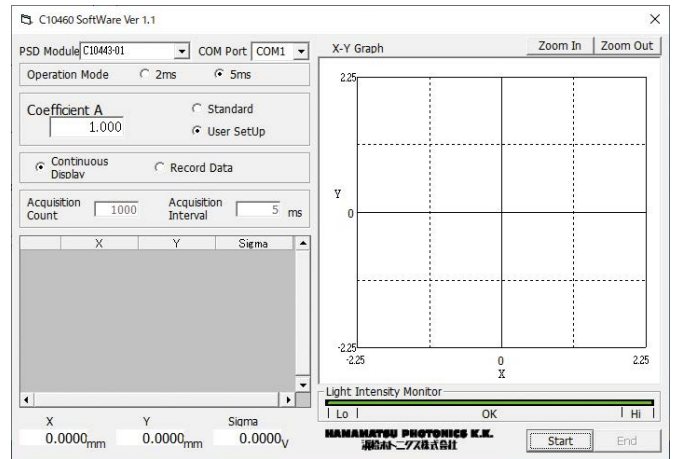 C10460 SoftWare Ver 1.1
PSD Module C10443-01 COM Port COM1
Operation Mode 2ms 5ms
Coefficient A
1.000
Standard
User SetUp
Continuous Display
Record Data
Acquisition Count 1000
Acquisition Interval 5 ms
X Y Sigma
X Y Sigma
0.0000mm 0.0000mm 0.0000V
X-Y Graph Zoom In Zoom Out
2.25
Y
0
-2.25
-2.25 0 2.25
X
Light Intensity Monitor
Lo OK Hi
HAMAMATSU PHOTONICS K.K.
浜松ホトニクス株式会社
Start End